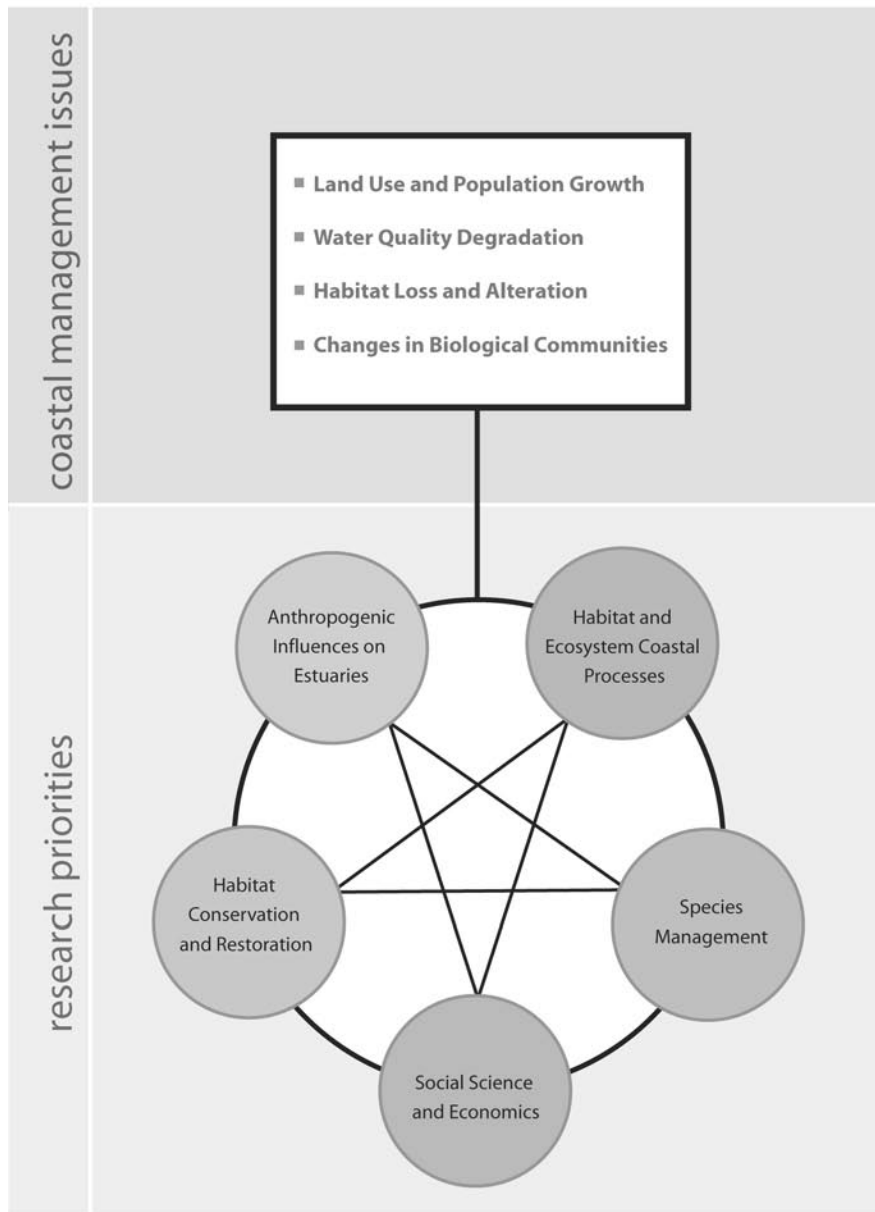 coastal management issues
Land Use and Population Growth
Water Quality Degradation
Habitat Loss and Alteration
Changes in Biological Communities
research priorities
Anthropogenic
Influences on
Estuaries
Habitat and
Ecosystem Coastal
Processes
Habitat
Conservation
and Restoration
Species
Management
Social Science
and Economics